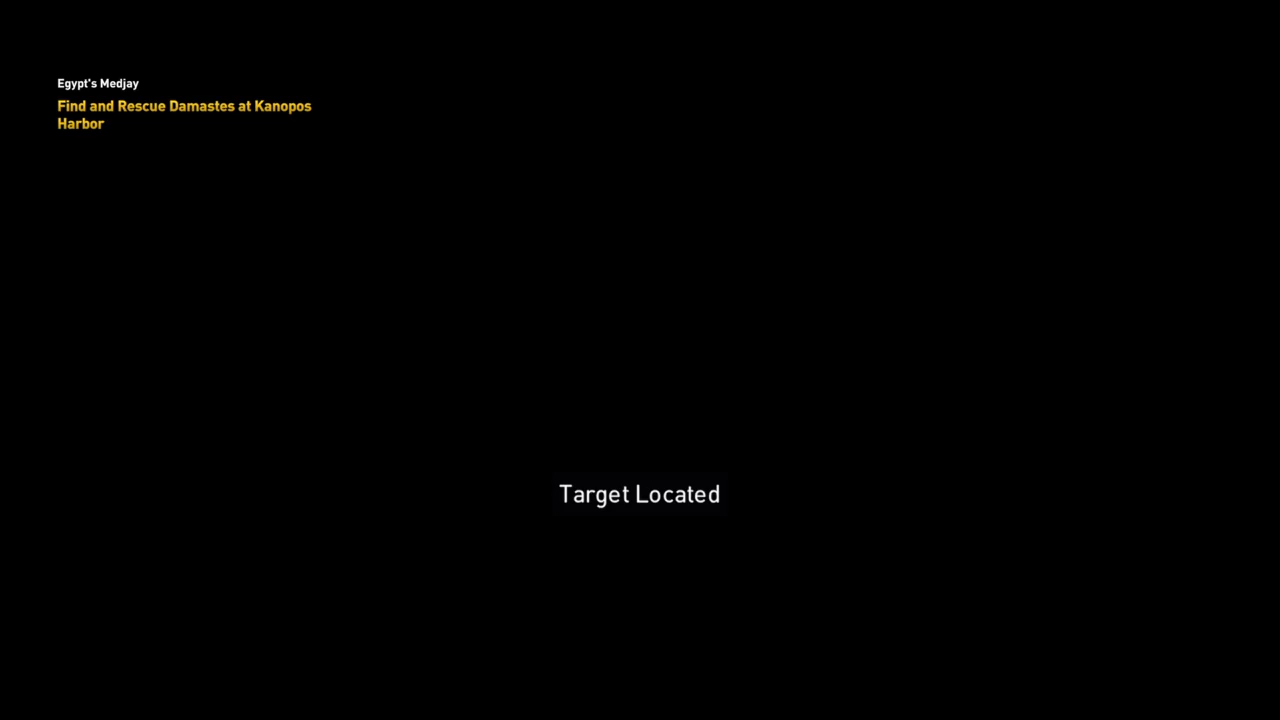 Egypt's Medjay
Find and Rescue Damastes at Kanopos
Harbor
Target Located